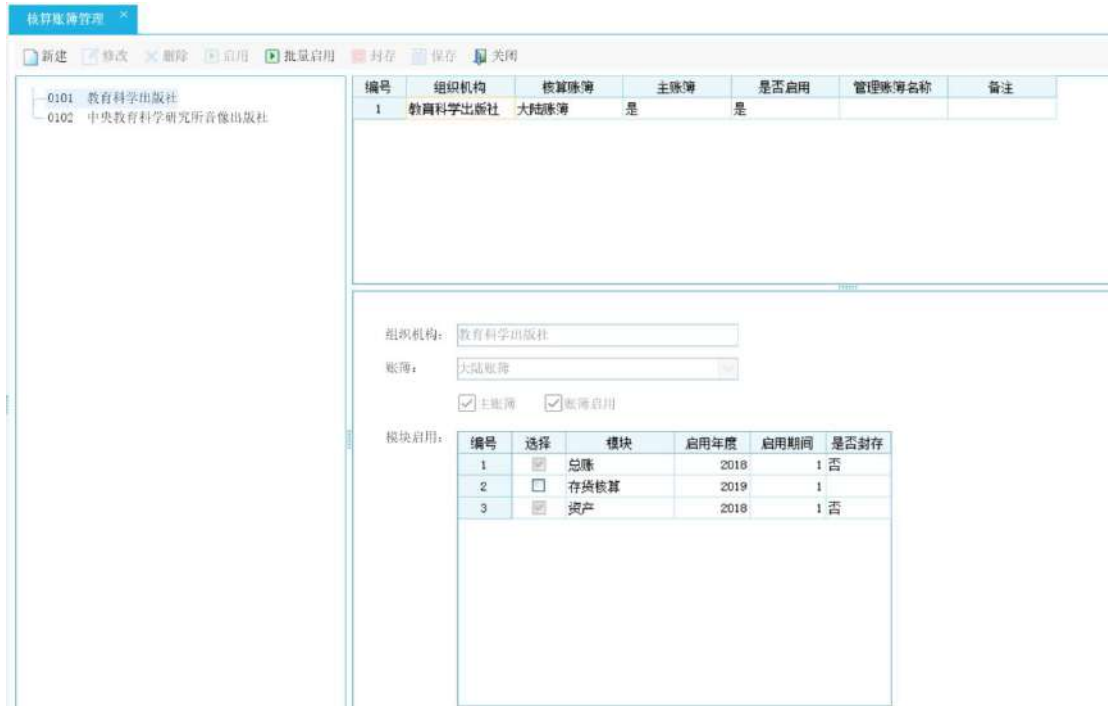 核算账簿管理 ×
新建 修改 删除 启用 批量启用 封存 保存 关闭
0101 教育科学出版社
0102 中央教育科学研究所音像出版社
编号 组织机构 核算账簿 主账簿 是否启用 管理账簿名称 备注
1 教育科学出版社 大陆账簿 是 是
组织机构: 教育科学出版社
账簿: 大陆账簿
主账簿 账簿启用
模块启用:
编号 选择 模块 启用年度 启用期间 是否封存
1 总账 2018 1 否
2 存货核算 2019 1
3 资产 2018 1 否